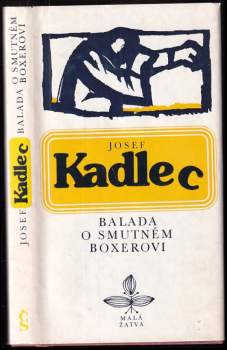 JOSEF
Kadlec
BALADA
O SMUTNÉM
BOXEROVI
MALÁ
ŽATVA
JOSEF Kadlec BALADA O SMUTNÉM
BOXEROVI